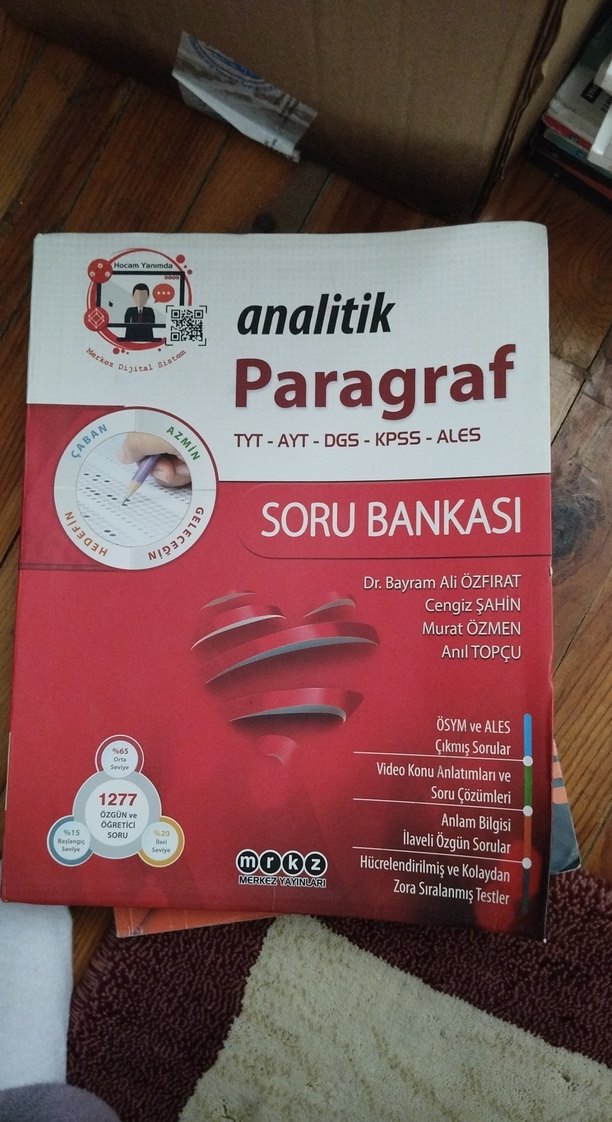 Hocam Yanımda
Merkez Dijital Sistem
analitik
Paragraf
TYT - AYT - DGS - KPSS - ALES
ÇABAN
AZMİN
GELECEĞİN
HEDEFİN
SORU BANKASI
Dr. Bayram Ali ÖZFIRAT
Cengiz ŞAHİN
Murat ÖZMEN
Anıl TOPÇU
ÖSYM ve ALES
Çıkmış Sorular
Video Konu Anlatımları ve
Soru Çözümleri
Anlam Bilgisi
İlaveli Özgün Sorular
Hücrelendirilmiş ve Kolaydan
Zora Sıralanmış Testler
%65
Orta
Seviye
1277
ÖZGÜN ve
ÖĞRETİCİ
SORU
%15
Başlangıç
Seviye
%20
İleri
Seviye
mrkz
MERKEZ YAYINLARI